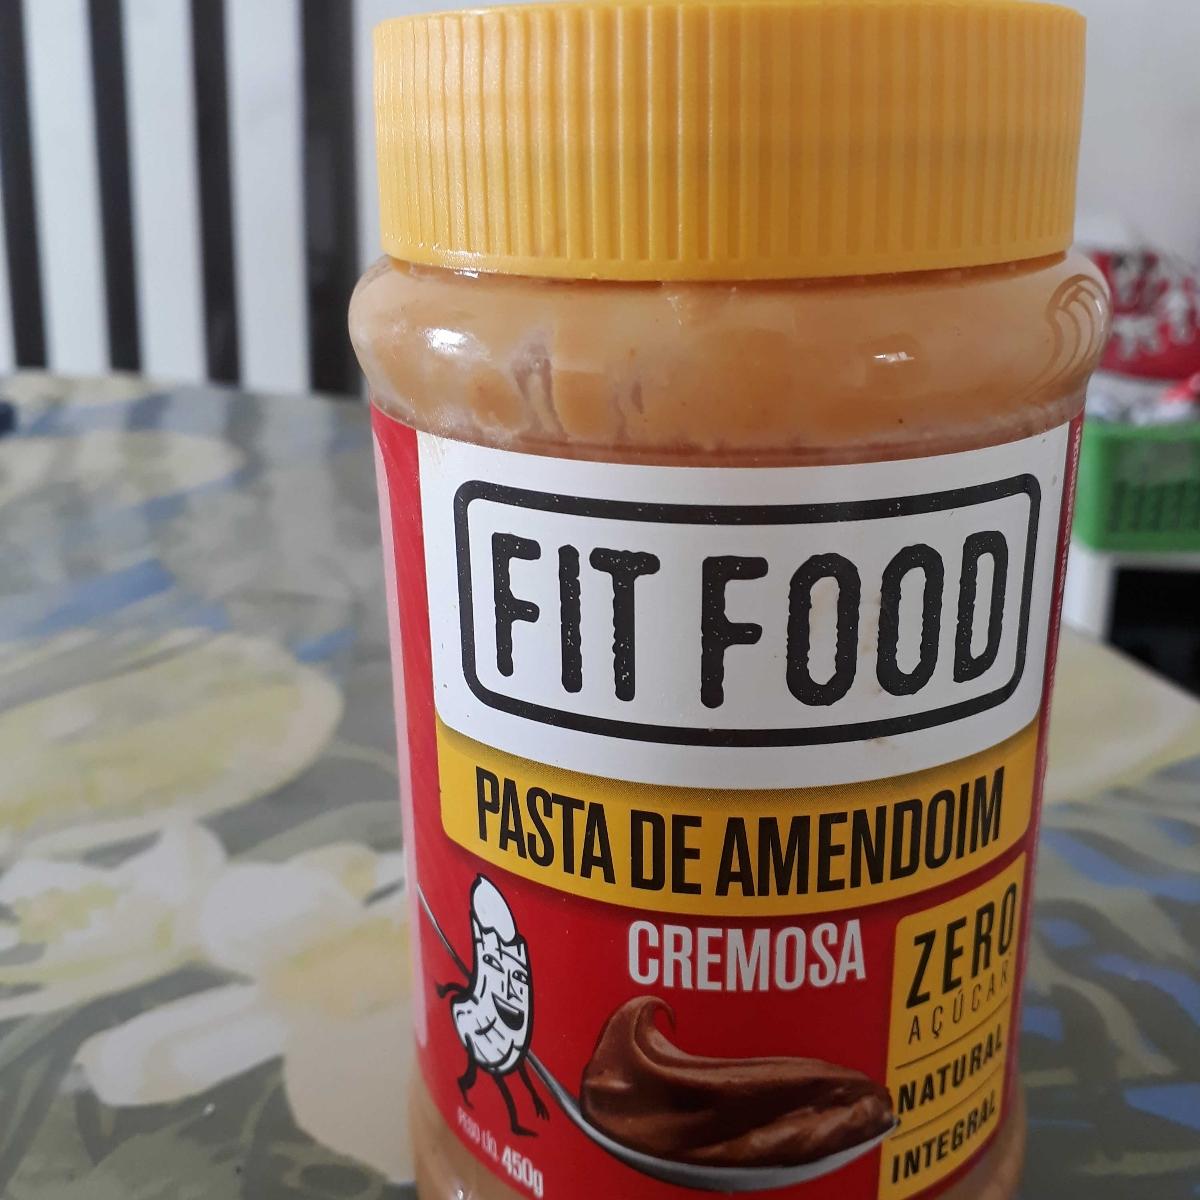 FIT FOOD
PASTA DE AMENDOIM
CREMOSA
ZERO
AÇÚCAR
NATURAL
INTEGRAL
PESO LÍQ. 450g